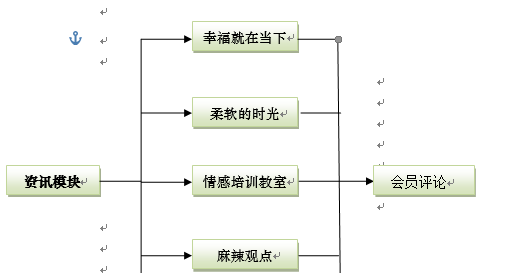 幸福就在当下
柔软的时光
资讯模块
情感培训教室
会员评论
麻辣观点